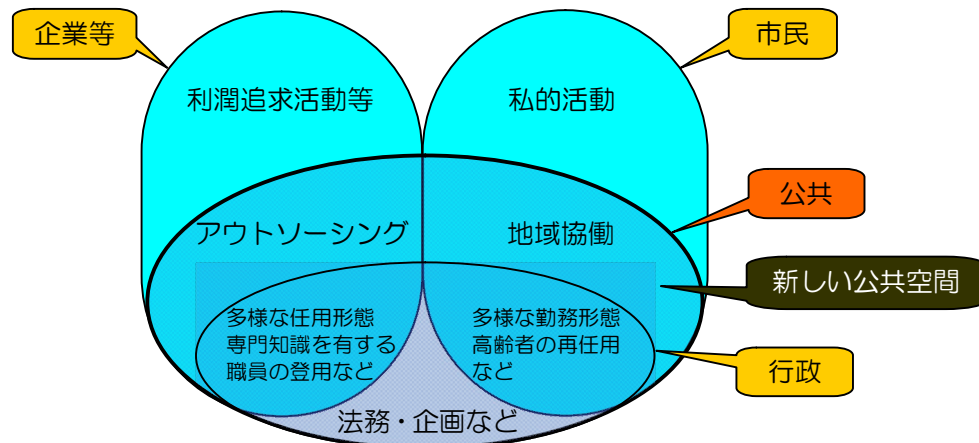 企業等
市民
利潤追求活動等
私的活動
公共
アウトソーシング
地域協働
新しい公共空間
多様な任用形態
専門知識を有する
職員の登用など
多様な勤務形態
高齢者の再任用
など
行政
法務・企画など